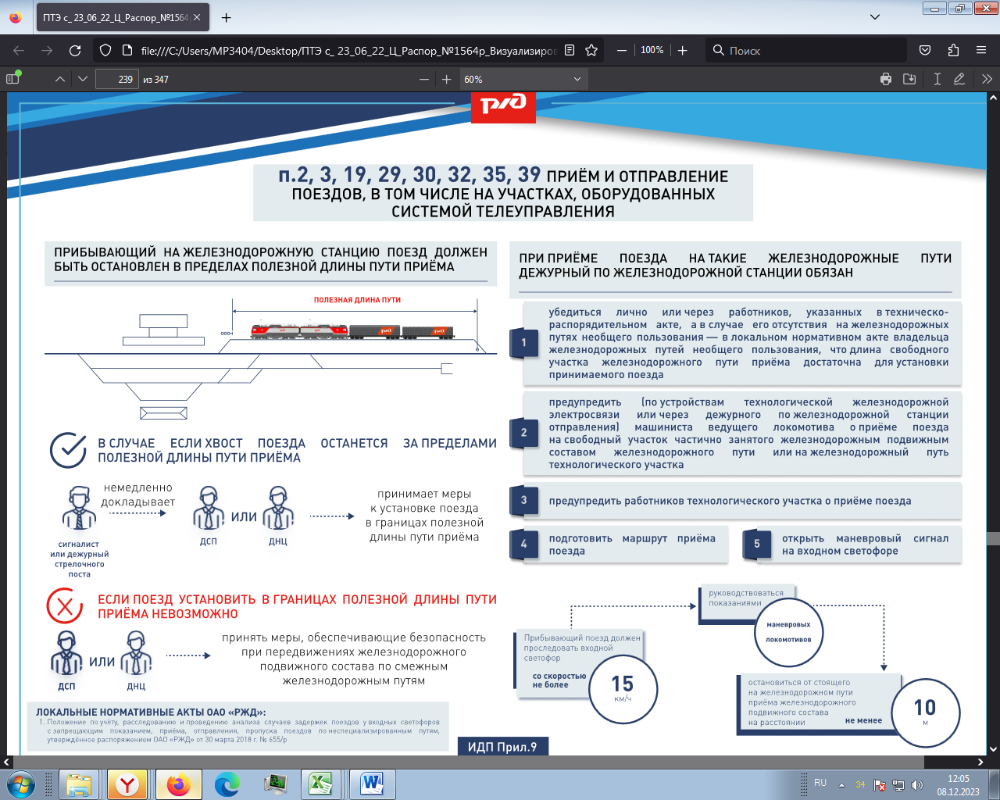 ПТЭ с_ 23_06_22_Ц_Распор_№1564
file:///C:/Users/MP3404/Desktop/ПТЭ с_ 23_06_22_Ц_Распор_№1564р_Визуализиров
100%
Поиск
239
из 347
60%
ржд
п.2, 3, 19, 29, 30, 32, 35, 39 ПРИЁМ И ОТПРАВЛЕНИЕ
ПОЕЗДОВ, В ТОМ ЧИСЛЕ НА УЧАСТКАХ, ОБОРУДОВАННЫХ
СИСТЕМОЙ ТЕЛЕУПРАВЛЕНИЯ
ПРИБЫВАЮЩИЙ НА ЖЕЛЕЗНОДОРОЖНУЮ СТАНЦИЮ ПОЕЗД ДОЛЖЕН
БЫТЬ ОСТАНОВЛЕН В ПРЕДЕЛАХ ПОЛЕЗНОЙ ДЛИНЫ ПУТИ ПРИЁМА
ПОЛЕЗНАЯ ДЛИНА ПУТИ
В СЛУЧАЕ ЕСЛИ ХВОСТ ПОЕЗДА ОСТАНЕТСЯ ЗА ПРЕДЕЛАМИ
ПОЛЕЗНОЙ ДЛИНЫ ПУТИ ПРИЁМА
немедленно
докладывает
сигналист
или дежурный
стрелочного
поста
ДСП
ИЛИ
ДНЦ
принимает меры
к установке поезда
в границах полезной
длины пути приёма
ЕСЛИ ПОЕЗД УСТАНОВИТЬ В ГРАНИЦАХ ПОЛЕЗНОЙ ДЛИНЫ ПУТИ
ПРИЁМА НЕВОЗМОЖНО
ДСП
ИЛИ
ДНЦ
принять меры, обеспечивающие безопасность
при передвижениях железнодорожного
подвижного состава по смежным
железнодорожным путям
ЛОКАЛЬНЫЕ НОРМАТИВНЫЕ АКТЫ ОАО «РЖД»:
1. Положение по учёту, расследованию и проведению анализа случаев задержек поездов у входных светофоров
с запрещающим показанием, приёма, отправления, пропуска поездов по неспециализированным путям,
утверждённое распоряжением ОАО «РЖД» от 30 марта 2018 г. № 655/р
ПРИ ПРИЁМЕ ПОЕЗДА НА ТАКИЕ ЖЕЛЕЗНОДОРОЖНЫЕ ПУТИ
ДЕЖУРНЫЙ ПО ЖЕЛЕЗНОДОРОЖНОЙ СТАНЦИИ ОБЯЗАН
1
убедиться лично или через работников, указанных в техническо-
распорядительном акте, а в случае его отсутствия на железнодорожных
путях необщего пользования — в локальном нормативном акте владельца
железнодорожных путей необщего пользования, что длина свободного
участка железнодорожного пути приёма достаточна для установки
принимаемого поезда
2
предупредить (по устройствам технологической железнодорожной
электросвязи или через дежурного по железнодорожной станции
отправления) машиниста ведущего локомотива о приёме поезда
на свободный участок частично занятого железнодорожным подвижным
составом железнодорожного пути или на железнодорожный путь
технологического участка
3
предупредить работников технологического участка о приёме поезда
4
подготовить маршрут приёма
поезда
5
открыть маневровый сигнал
на входном светофоре
Прибывающий поезд должен
проследовать входной
светофор
со скоростью
не более
15
км/ч
руководствоваться
показаниями
маневровых
локомотивов
остановиться от стоящего
на железнодорожном пути
приёма железнодорожного
подвижного состава
на расстоянии
не менее
10
м
ИДП Прил.9
RU
34
12:05
08.12.2023